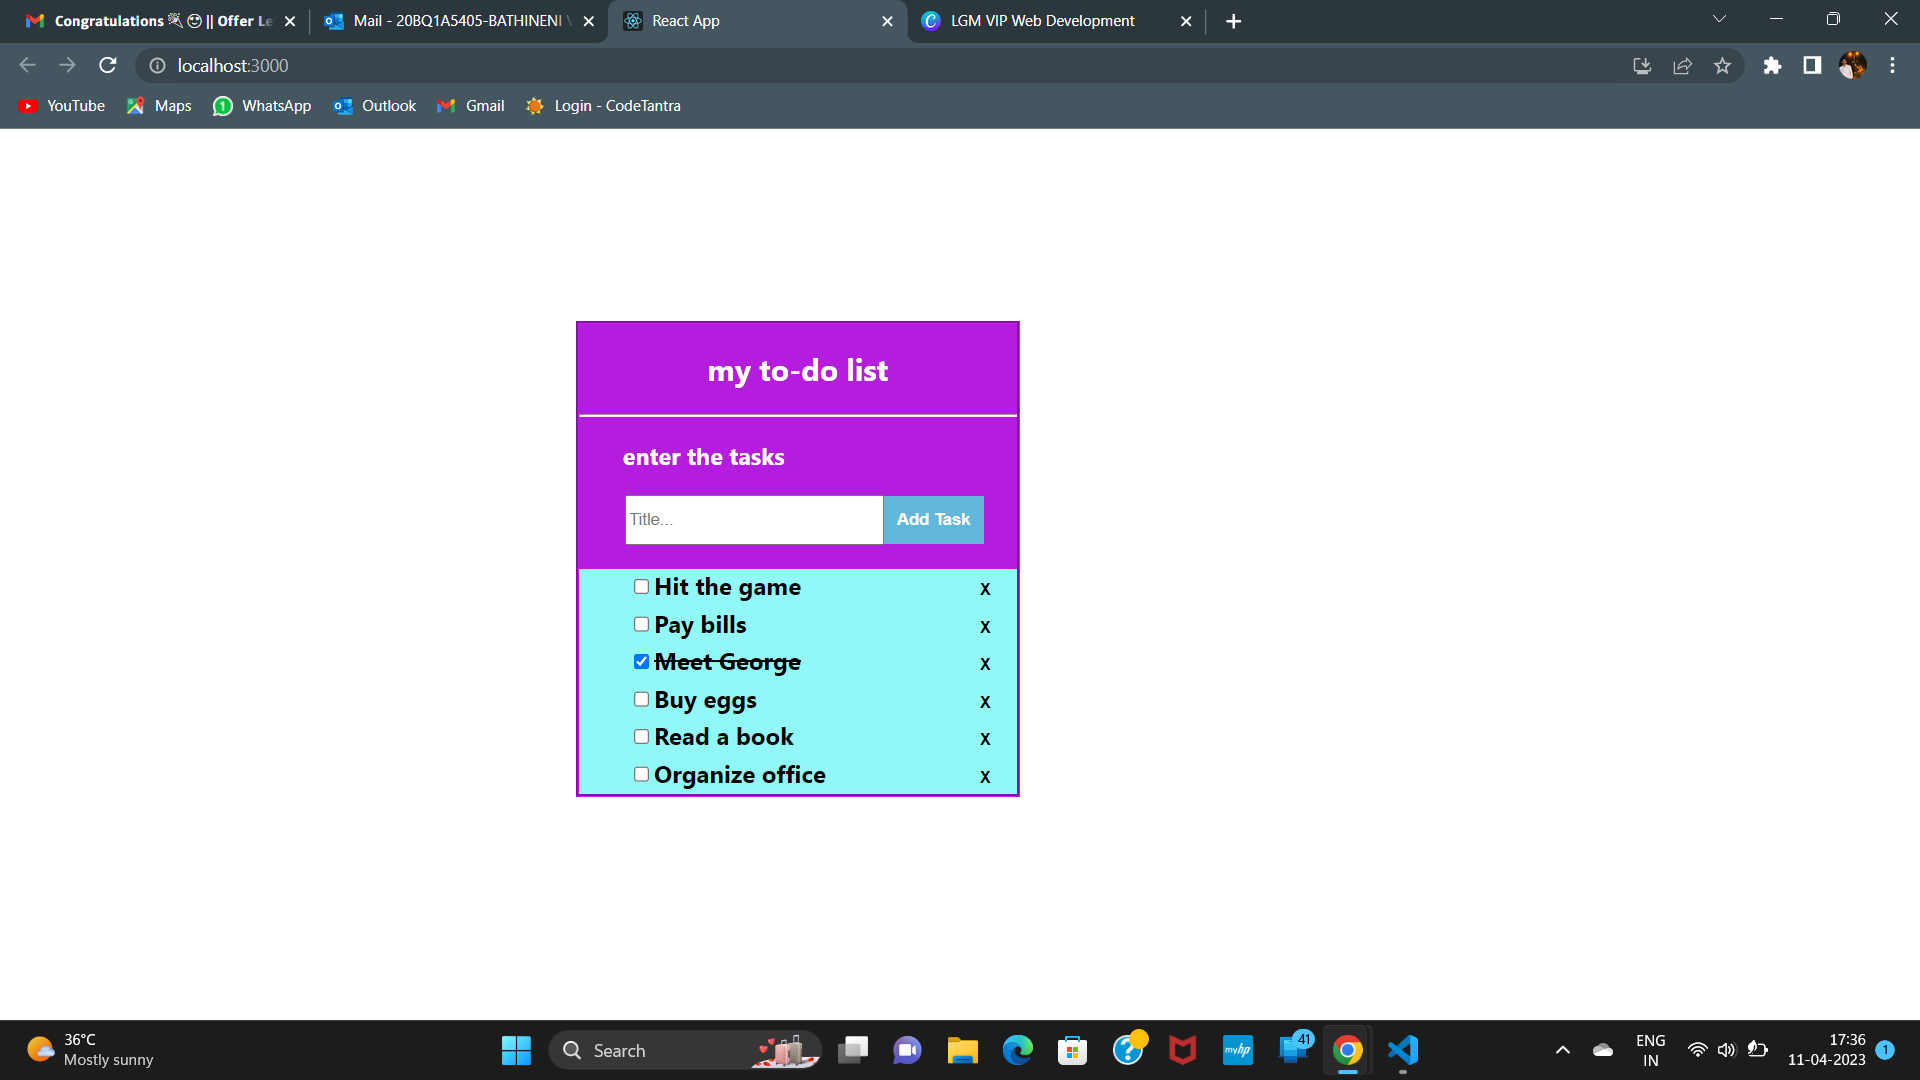 Congratulations || Offer Le
Mail - 20BQ1A5405-BATHINENI
React App
LGM VIP Web Development
localhost:3000
YouTube
Maps
WhatsApp
Outlook
Gmail
Login - CodeTantra
my to-do list
enter the tasks
Title...
Add Task
Hit the game X
Pay bills X
Meet George X
Buy eggs X
Read a book X
Organize office X
36°C
Mostly sunny
Search
myhp
41
ENG
IN
17:36
11-04-2023
1